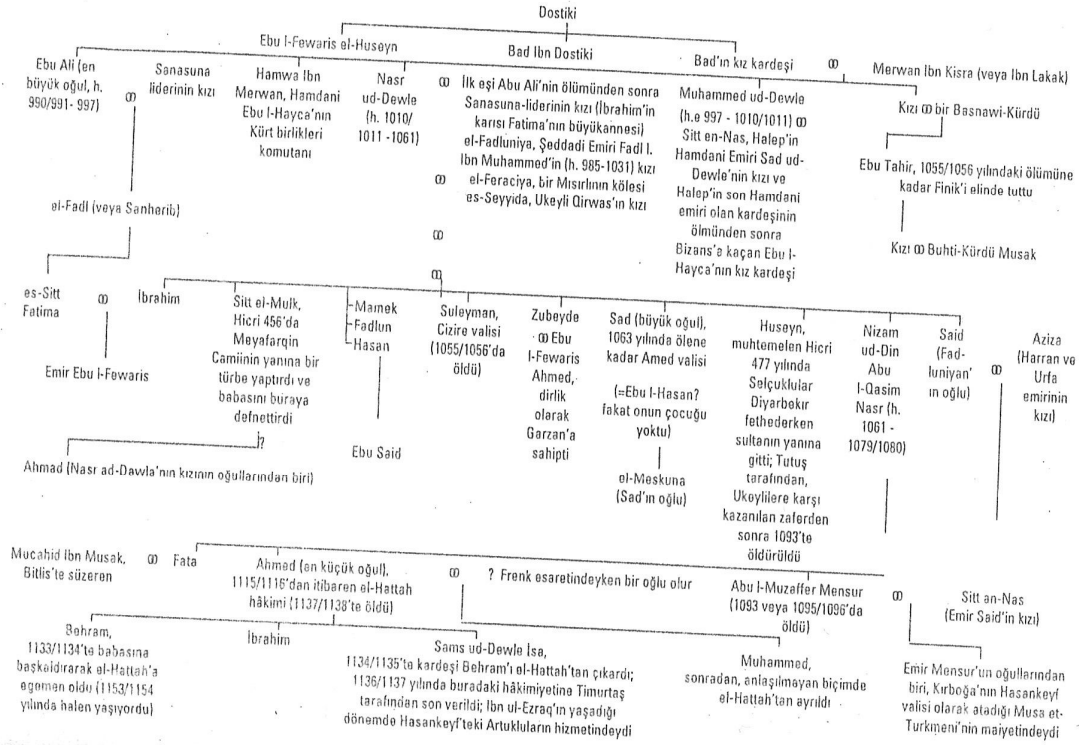 Dostiki
Ebu l-Fewaris el-Huseyn
Bad Ibn Dostiki
Bad'ın kız kardeşi
ꝏ
Merwan Ibn Kisra (veya Ibn Lakak)
Ebu Ali (en
büyük oğul, h.
990/991- 997)
ꝏ
Sanasuna
liderinin kızı
Hamwa Ibn
Merwan, Hamdani
Ebu l-Hayca'nın
Kürt birlikleri
komutanı
Nasr
ud-Dewle
(h. 1010/
1011 -1061)
ꝏ
İlk eşi Abu Ali'nin ölümünden sonra
Sanasuna-liderinin kızı (İbrahim'in
karısı Fatima'nın büyükannesi)
ꝏ
el-Fadluniya, Şeddadi Emiri Fadl I.
Ibn Muhammed'in (h. 985-1031) kızı
ꝏ
el-Feraciya, bir Mısırlının kölesi
es-Seyyida, Ukeyli Qirwas'ın kızı
ꝏ
ꝏ
Muhammed ud-Dewle
(h.e 997 - 1010/1011) ꝏ
Sitt en-Nas, Halep'in
Hamdani Emiri Sad ud-
Dewle'nin kızı ve
Halep'in son Hamdani
emiri olan kardeşinin
ölmünden sonra
Bizans'a kaçan Ebu l-
Hayca'nın kız kardeşi
Kızı ꝏ bir Basnawi-Kürdü
Ebu Tahir, 1055/1056 yılındaki ölümüne
kadar Finik'i elinde tuttu
Kızı ꝏ Buhti-Kürdü Musak
el-Fadl (veya Sanherib)
es-Sitt
Fatima
ꝏ
İbrahim
Emir Ebu l-Fewaris
Sitt el-Mulk,
Hicri 456'da
Meyafarqin
Camiinin yanına bir
türbe yaptırdı ve
babasını buraya
defnettirdi
?
Ahmad (Nasr ad-Dawla'nın kızının oğullarından biri)
Mamek
Fadlun
Hasan
Ebu Said
Suleyman,
Cizire valisi
(1055/1056'da
öldü)
Zubeyde
ꝏ Ebu
l-Fewaris
Ahmed,
dirlik
olarak
Garzan'a
sahipti
Sad (büyük oğul),
1063 yılında ölene
kadar Amed valisi
(=Ebu l-Hasan?
fakat onun çocuğu
yoktu)
el-Meskuna
(Sad'ın oğlu)
Huseyn,
muhtemelen Hicri
477 yılında
Selçuklular
Diyarbekir
fethederken
sultanın yanına
gitti; Tutuş
tarafından,
Ukeylilere karşı
kazanılan zaferden
sonra 1093'te
öldürüldü
Nizam
ud-Din
Abu
l-Qasim
Nasr (h.
1061 -
1079/1080)
Said
(Fad-
luniyan'
ın oğlu)
ꝏ
Aziza
(Harran ve
Urfa
emirinin
kızı)
Mucahid Ibn Musak,
Bitlis'te süzeren
ꝏ
Fata
Ahmed (en küçük oğul),
1115/1116'dan itibaren el-Hattah
hâkimi (1137/1138'te öldü)
ꝏ
? Frenk esaretindeyken bir oğlu olur
Abu l-Muzaffer Mensur
(1093 veya 1095/1096'da
öldü)
ꝏ
Sitt an-Nas
(Emir Said'in kızı)
Behram,
1133/1134'te babasına
başkaldırarak el-Hattah'a
egemen oldu (1153/1154
yılında halen yaşıyordu)
İbrahim
Sams ud-Dewle İsa,
1134/1135'te kardeşi Behram'ı el-Hattah'tan çıkardı;
1136/1137 yılında buradaki hâkimiyetine Timurtaş
tarafından son verildi; Ibn ul-Ezraq'ın yaşadığı
dönemde Hasankeyf'teki Artukluların hizmetindeydi
Muhammed,
sonradan, anlaşılmayan biçimde
el-Hattah'tan ayrıldı
Emir Mensur'un oğullarından
biri, Kırboğa'nın Hasankeyf
valisi olarak atadığı Musa et-
Turkmeni'nin maiyetindeydi